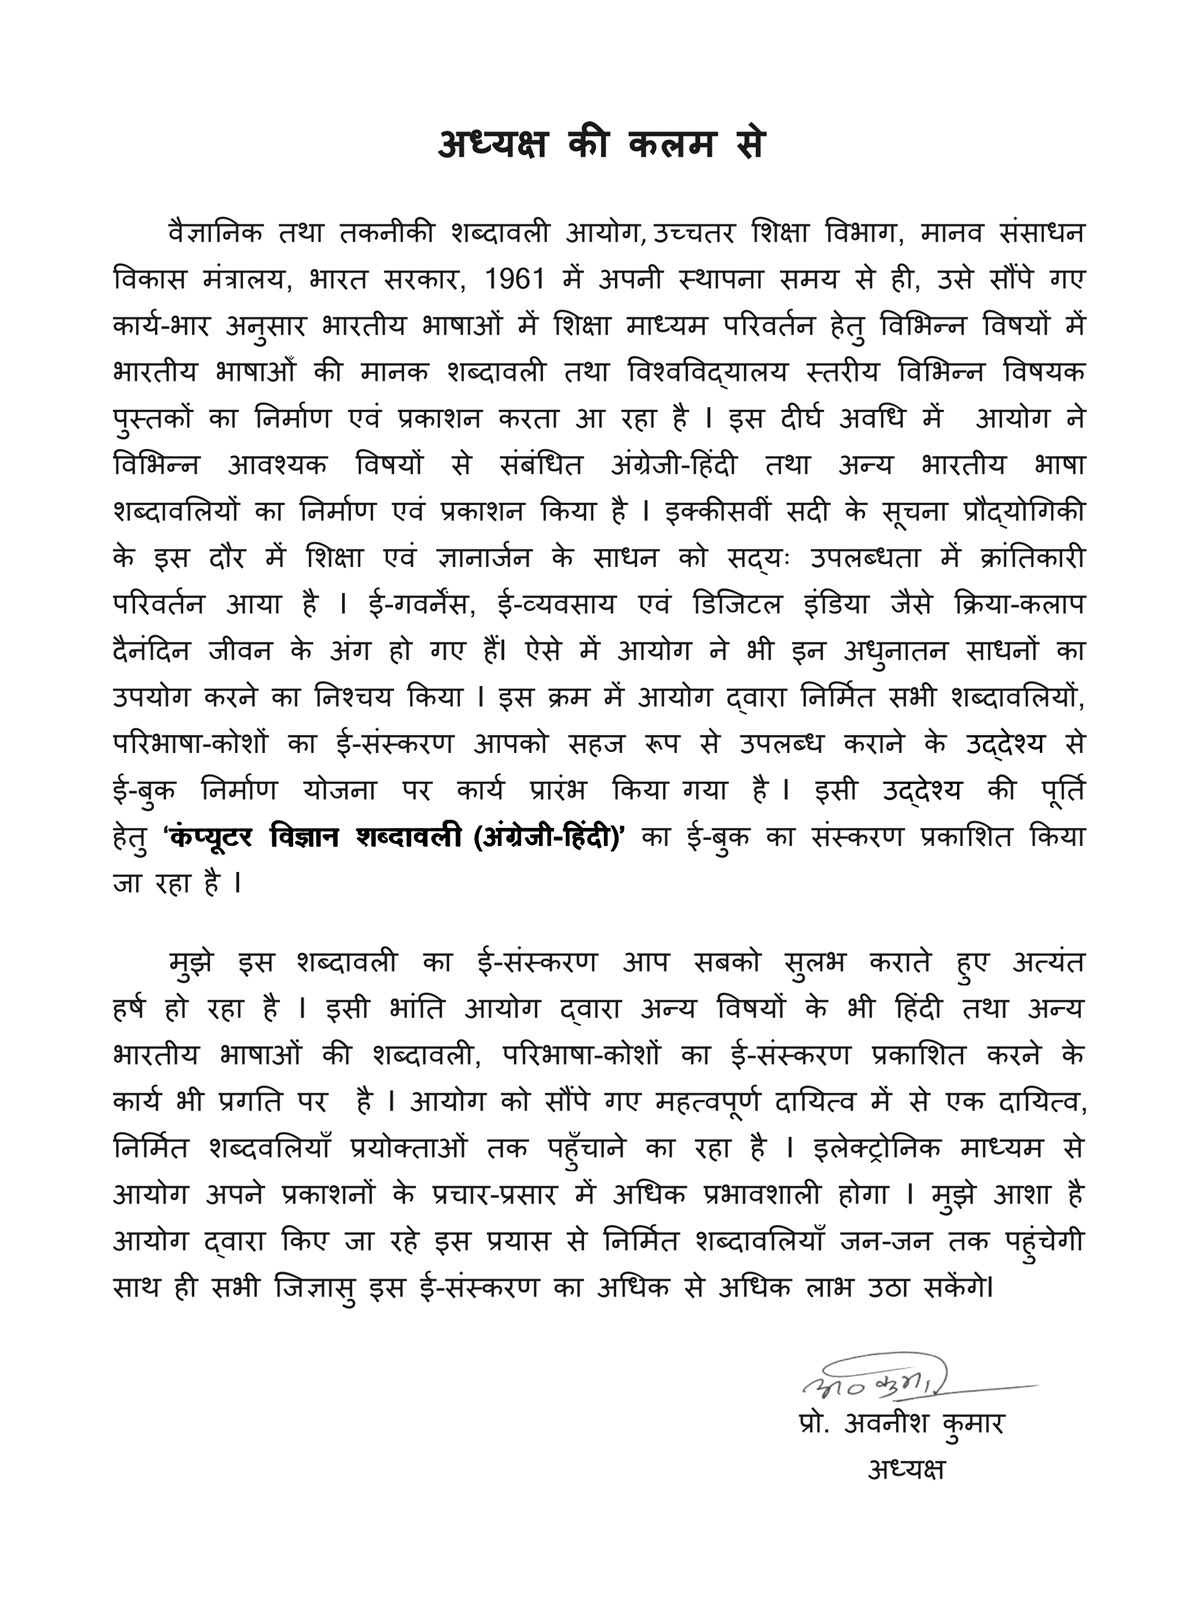 अध्यक्ष की कलम से
वैज्ञानिक तथा तकनीकी शब्दावली आयोग, उच्चतर शिक्षा विभाग, मानव संसाधन
विकास मंत्रालय, भारत सरकार, 1961 में अपनी स्थापना समय से ही, उसे सौंपे गए
कार्य-भार अनुसार भारतीय भाषाओं में शिक्षा माध्यम परिवर्तन हेतु विभिन्न विषयों में
भारतीय भाषाओँ की मानक शब्दावली तथा विश्वविद्यालय स्तरीय विभिन्न विषयक
पुस्तकों का निर्माण एवं प्रकाशन करता आ रहा है । इस दीर्घ अवधि में आयोग ने
विभिन्न आवश्यक विषयों से संबंधित अंग्रेजी-हिंदी तथा अन्य भारतीय भाषा
शब्दावलियों का निर्माण एवं प्रकाशन किया है । इक्कीसवीं सदी के सूचना प्रौद्योगिकी
के इस दौर में शिक्षा एवं ज्ञानार्जन के साधन को सद्यः उपलब्धता में क्रांतिकारी
परिवर्तन आया है । ई-गवर्नेंस, ई-व्यवसाय एवं डिजिटल इंडिया जैसे क्रिया-कलाप
दैनंदिन जीवन के अंग हो गए हैं। ऐसे में आयोग ने भी इन अधुनातन साधनों का
उपयोग करने का निश्चय किया । इस क्रम में आयोग द्वारा निर्मित सभी शब्दावलियों,
परिभाषा-कोशों का ई-संस्करण आपको सहज रूप से उपलब्ध कराने के उद्देश्य से
ई-बुक निर्माण योजना पर कार्य प्रारंभ किया गया है । इसी उद्देश्य की पूर्ति
हेतु ‘कंप्यूटर विज्ञान शब्दावली (अंग्रेजी-हिंदी)’ का ई-बुक का संस्करण प्रकाशित किया
जा रहा है ।
मुझे इस शब्दावली का ई-संस्करण आप सबको सुलभ कराते हुए अत्यंत
हर्ष हो रहा है । इसी भांति आयोग द्वारा अन्य विषयों के भी हिंदी तथा अन्य
भारतीय भाषाओं की शब्दावली, परिभाषा-कोशों का ई-संस्करण प्रकाशित करने के
कार्य भी प्रगति पर है । आयोग को सौंपे गए महत्वपूर्ण दायित्व में से एक दायित्व,
निर्मित शब्दवलियाँ प्रयोक्ताओं तक पहुँचाने का रहा है । इलेक्ट्रोनिक माध्यम से
आयोग अपने प्रकाशनों के प्रचार-प्रसार में अधिक प्रभावशाली होगा । मुझे आशा है
आयोग द्वारा किए जा रहे इस प्रयास से निर्मित शब्दावलियाँ जन-जन तक पहुंचेगी
साथ ही सभी जिज्ञासु इस ई-संस्करण का अधिक से अधिक लाभ उठा सकेंगे।
प्रो. अवनीश कुमार
अध्यक्ष